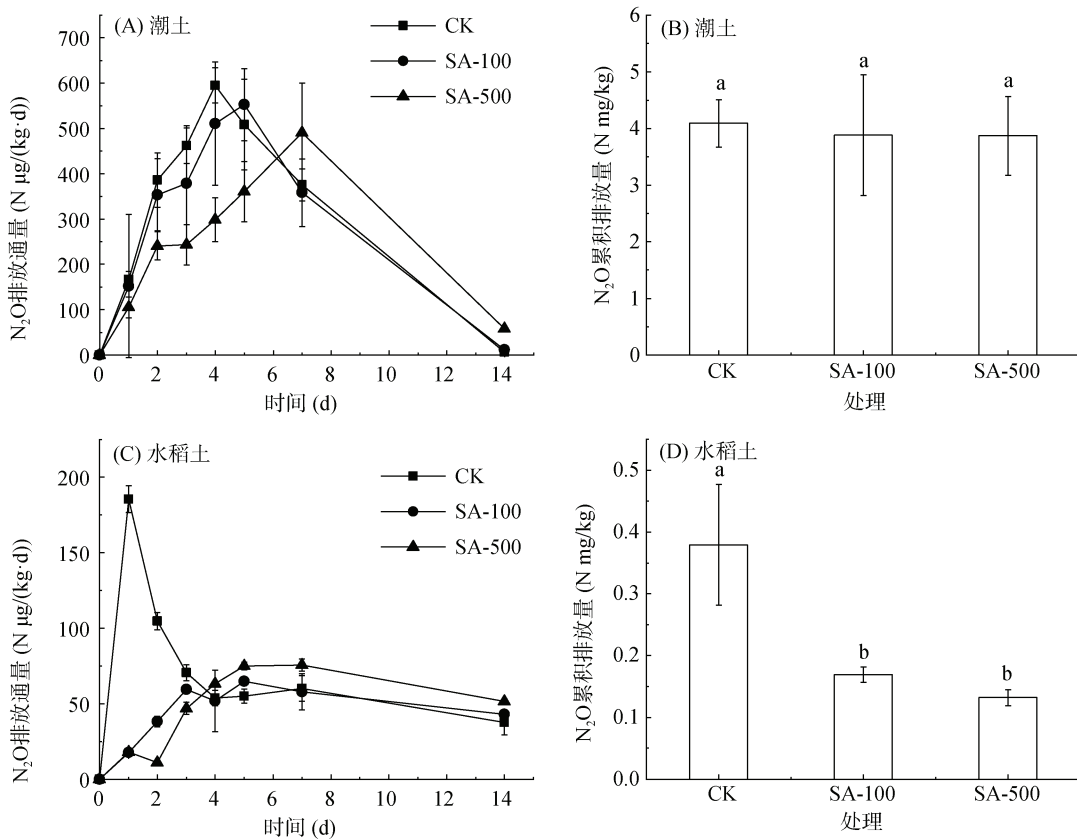 (A) 潮土
CK
SA-100
SA-500
N₂O排放通量 (N μg/(kg·d))
700
600
500
400
300
200
100
0
0 2 4 6 8 10 12 14
时间 (d)
(B) 潮土
a a a
N₂O累积排放量 (N mg/kg)
6
5
4
3
2
1
0
CK SA-100 SA-500
处理
(C) 水稻土
CK
SA-100
SA-500
N₂O排放通量 (N μg/(kg·d))
200
150
100
50
0
0 2 4 6 8 10 12 14
时间 (d)
(D) 水稻土
a
b
b
N₂O累积排放量 (N mg/kg)
0.5
0.4
0.3
0.2
0.1
0.0
CK SA-100 SA-500
处理